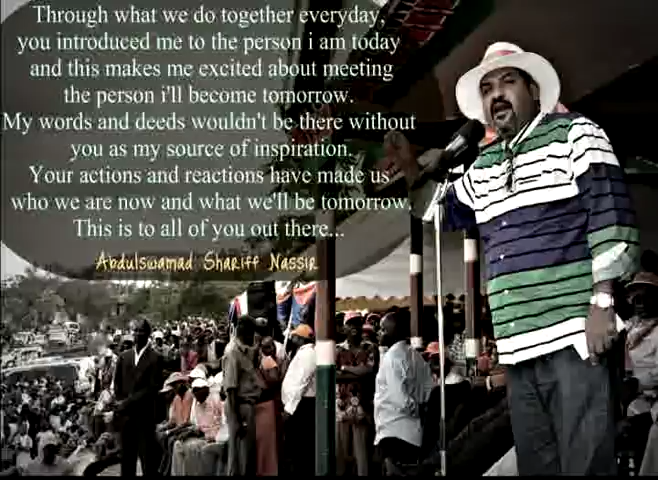 Through what we do together everyday,
you introduced me to the person i am today
and this makes me excited about meeting
the person i'll become tomorrow.
My words and deeds wouldn't be there without
you as my source of inspiration.
Your actions and reactions have made us
who we are now and what we'll be tomorrow.
This is to all of you out there...
Abdulswamad Shariff Nassir